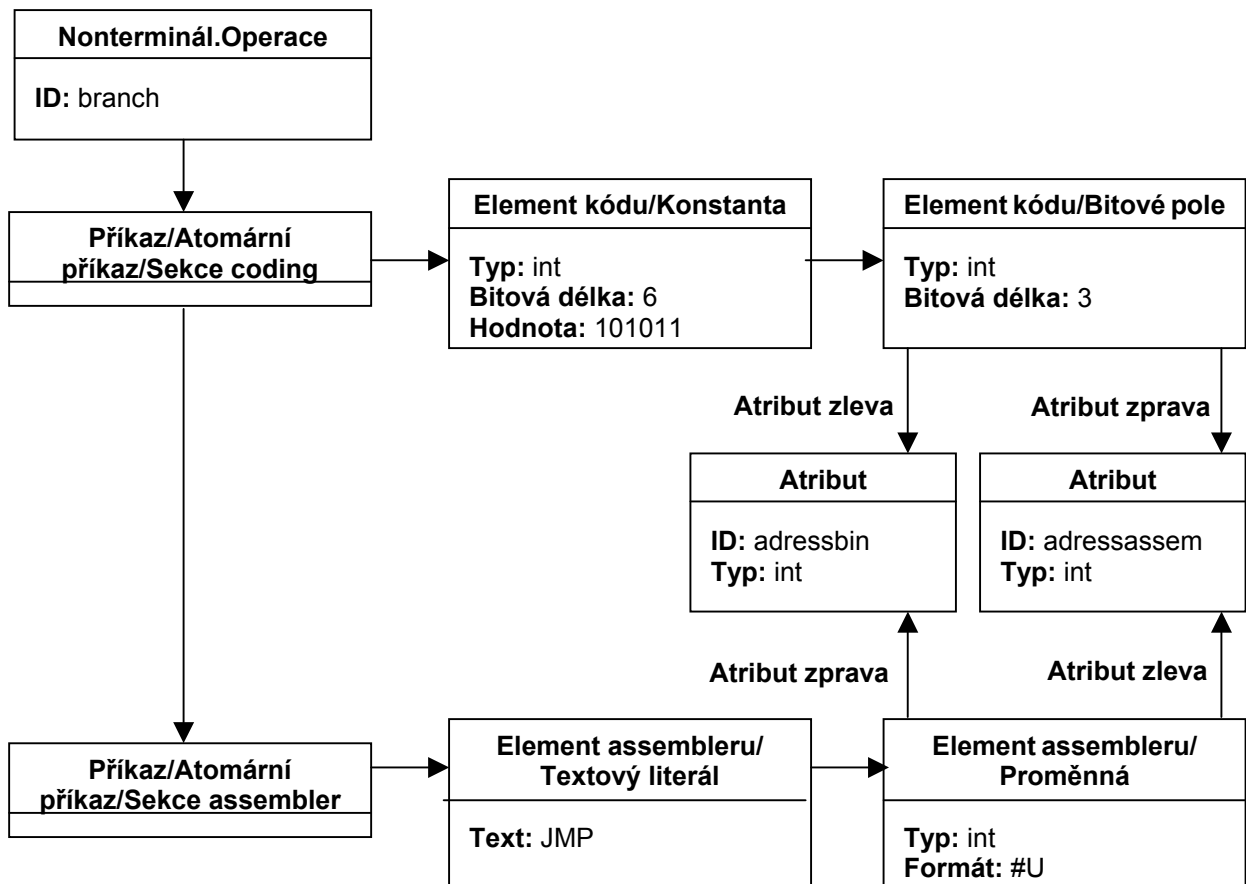 Nonterminál.Operace
ID: branch
Příkaz/Atomární
příkaz/Sekce coding
Element kódu/Konstanta
Typ: int
Bitová délka: 6
Hodnota: 101011
Element kódu/Bitové pole
Typ: int
Bitová délka: 3
Atribut zleva
Atribut zprava
Atribut
ID: adressbin
Typ: int
Atribut
ID: adressassem
Typ: int
Atribut zprava
Atribut zleva
Příkaz/Atomární
příkaz/Sekce assembler
Element assembleru/
Textový literál
Text: JMP
Element assembleru/
Proměnná
Typ: int
Formát: #U